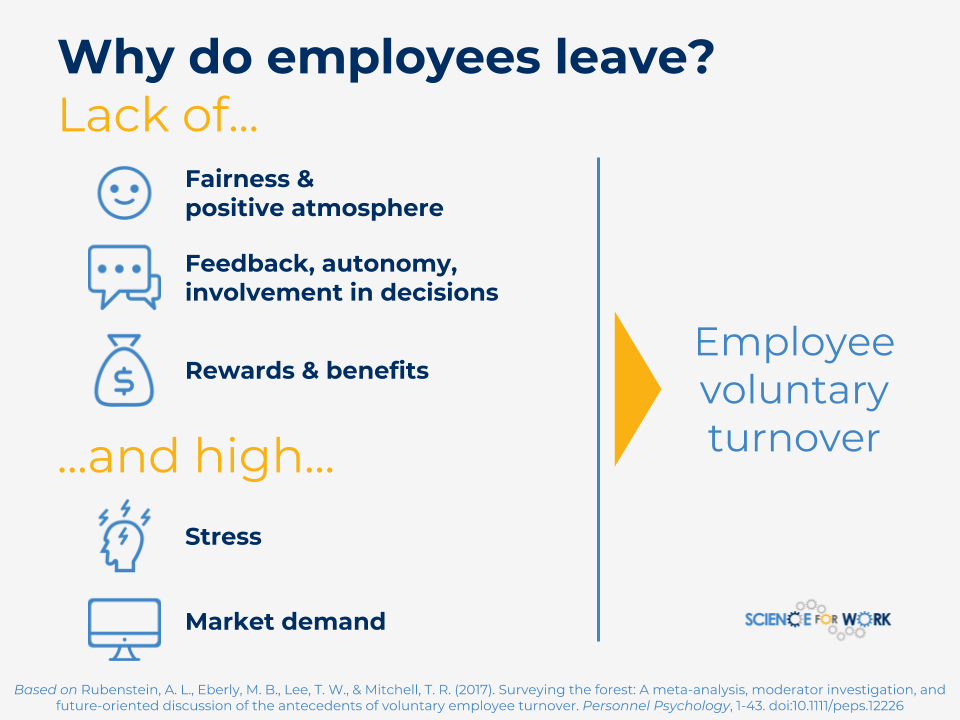 Why do employees leave?
Lack of...
Fairness &
positive atmosphere
Feedback, autonomy,
involvement in decisions
$
Rewards & benefits
...and high...
Stress
Market demand
Employee
voluntary
turnover
SCIENCE FOR WORK
Based on Rubenstein, A. L., Eberly, M. B., Lee, T. W., & Mitchell, T. R. (2017). Surveying the forest: A meta-analysis, moderator investigation, and
future-oriented discussion of the antecedents of voluntary employee turnover. Personnel Psychology, 1-43. doi:10.1111/peps.12226